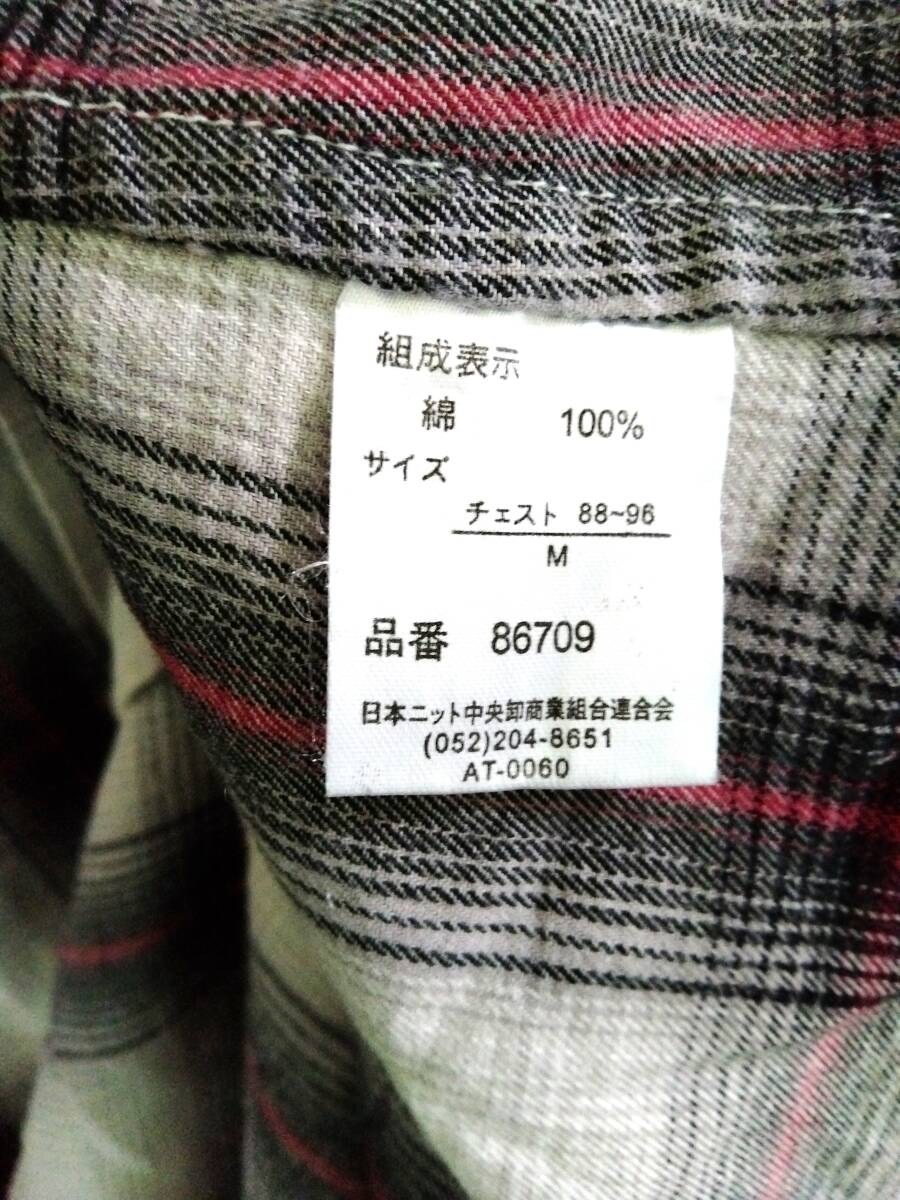 組成表示
綿 100%
サイズ
チェスト 88~96
M
品番 86709
日本ニット中央卸商業組合連合会
(052)204-8651
AT-0060